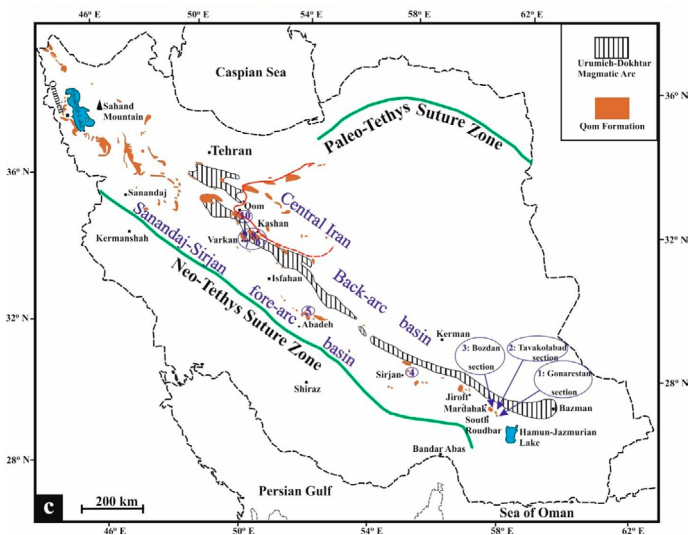 46° E
50° E
54° E
Caspian Sea
Urumieh-Dokhtar
Magmatic Arc
Qom Formation
36° N
Orumieh
Sahand
Mountain
Paleo-Tethys Suture Zone
Tehran
36° N
Sanandaj
Qom
10
Kashan
Central Iran
Kermanshah
Varkan
Sanandaj-Sirjan
fore-arc
basin
32° N
Isfahan
Back-arc
basin
Neo-Tethys Suture Zone
5
Abadeh
32° N
Kerman
3: Bozdan
section
2: Tavakolabad
section
1: Gonarestan
section
Sirjan
4
Shiraz
Jiroft
Mardahak
South
Roudbar
Bazman
Hamun-Jazmurian
Lake
28° N
Bandar Abas
28° N
c
200 km
Persian Gulf
Sea of Oman
46° E
50° E
54° E
58° E
62° E